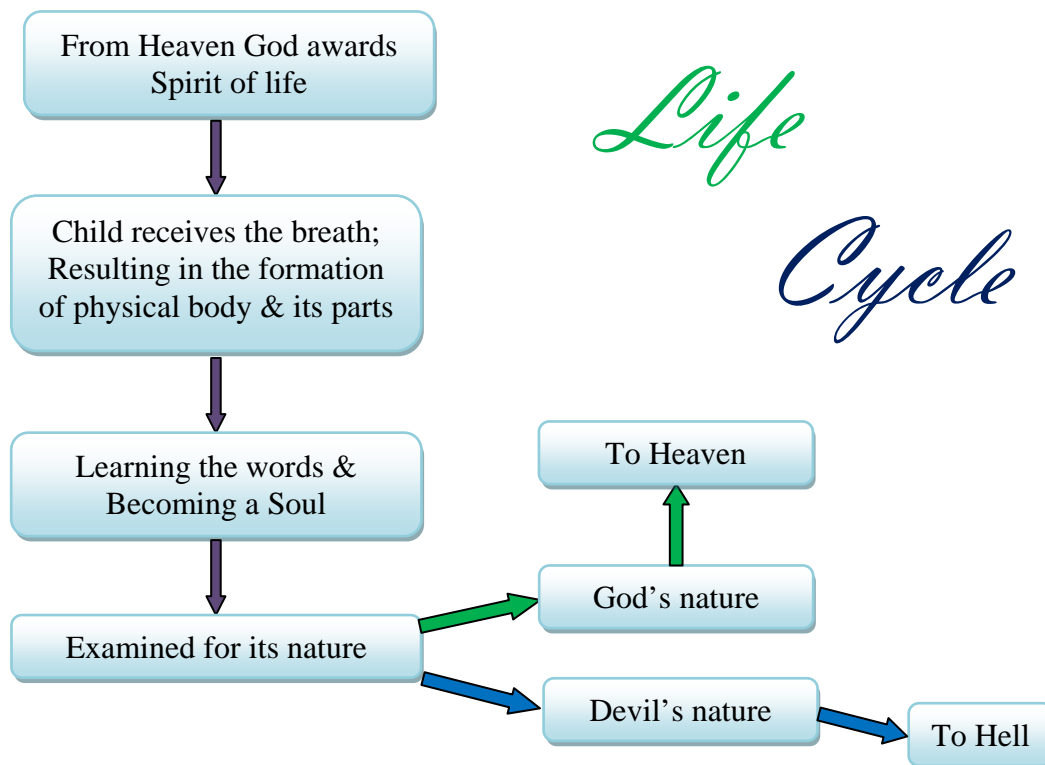 From Heaven God awards
Spirit of life
Life
Cycle
Child receives the breath;
Resulting in the formation
of physical body & its parts
Learning the words &
Becoming a Soul
Examined for its nature
To Heaven
God’s nature
Devil’s nature
To Hell